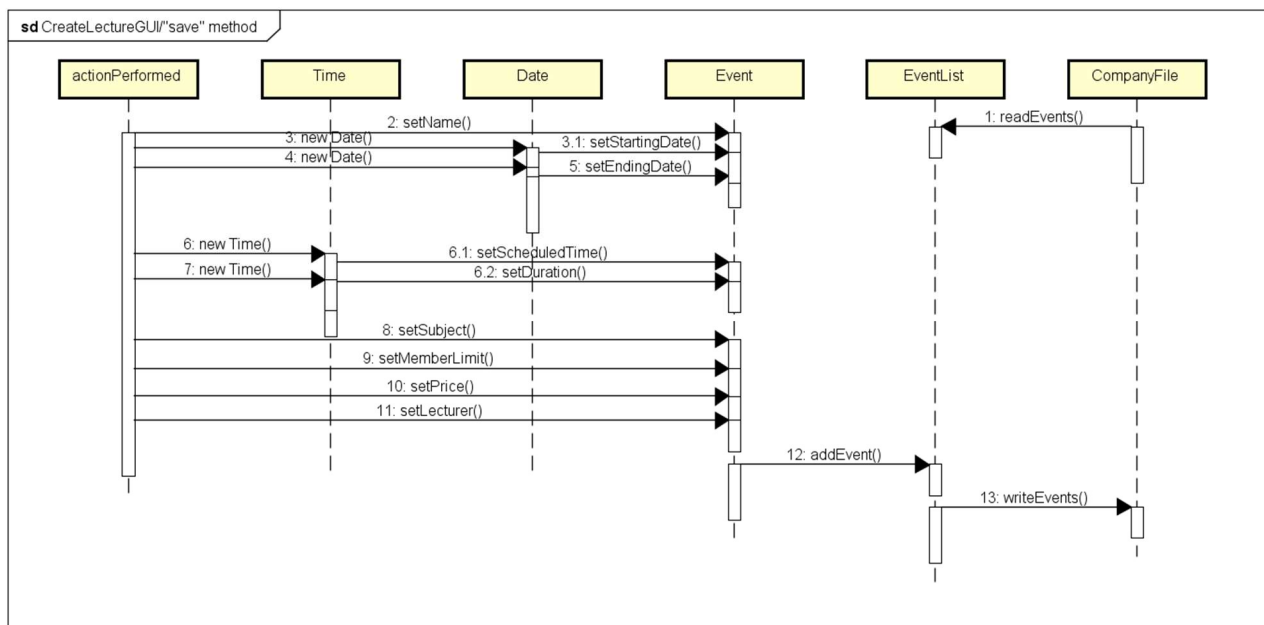 sd CreateLectureGUI/"save" method
actionPerformed
Time
Date
Event
EventList
CompanyFile
1: readEvents()
2: setName()
3: new Date()
3.1: setStartingDate()
4: new Date()
5: setEndingDate()
6: new Time()
6.1: setScheduledTime()
7: new Time()
6.2: setDuration()
8: setSubject()
9: setMemberLimit()
10: setPrice()
11: setLecturer()
12: addEvent()
13: writeEvents()